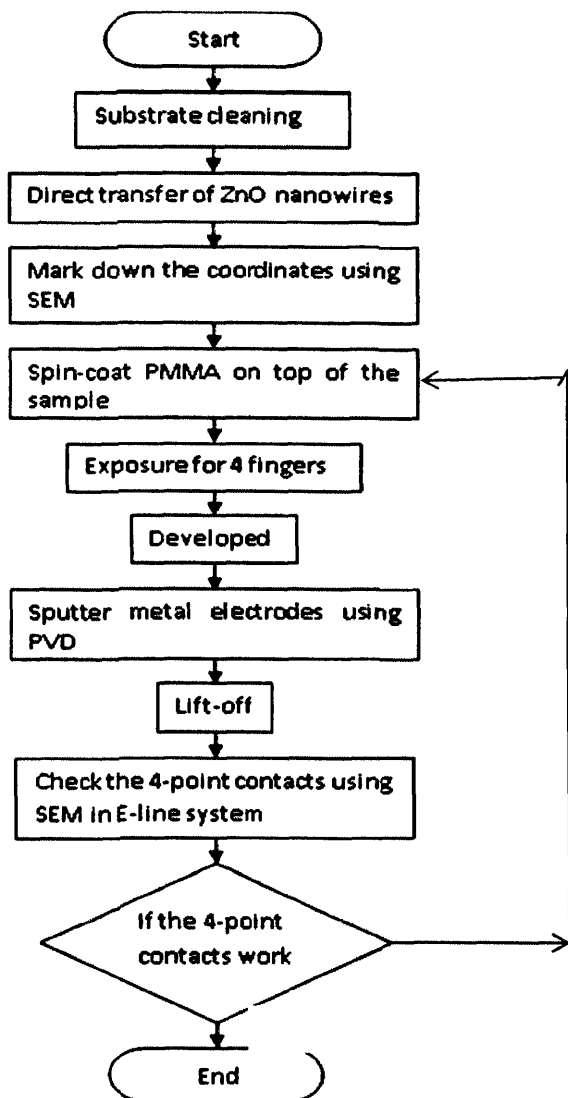 Start
Substrate cleaning
Direct transfer of ZnO nanowires
Mark down the coordinates using
SEM
Spin-coat PMMA on top of the
sample
Exposure for 4 fingers
Developed
Sputter metal electrodes using
PVD
Lift-off
Check the 4-point contacts using
SEM in E-line system
If the 4-point
contacts work
End